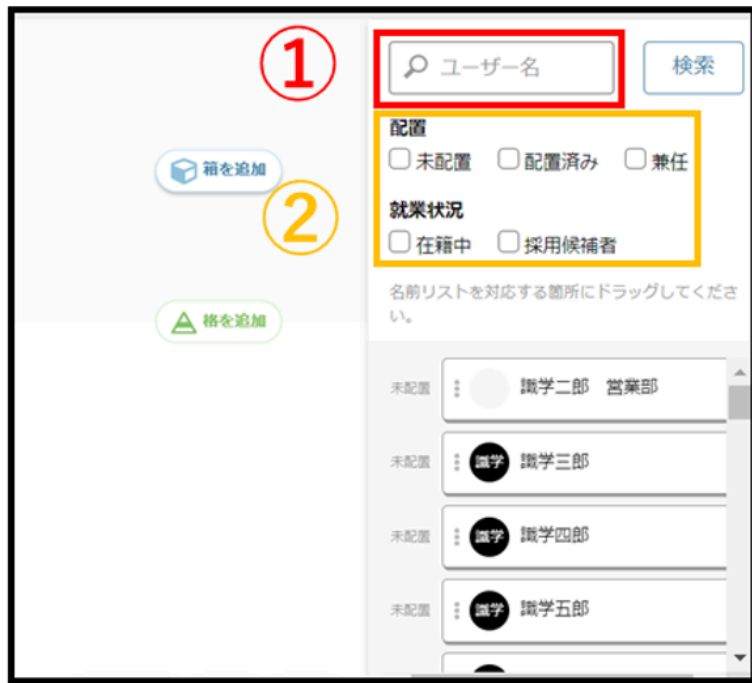 ①
ユーザー名
検索
配置
未配置 配置済み 兼任
箱を追加
②
就業状況
在籍中 採用候補者
名前リストを対応する箇所にドラッグしてくださ
い。
格を追加
未配置 識学二郎 営業部
未配置 識学 識学三郎
未配置 識学 識学四郎
未配置 識学 識学五郎